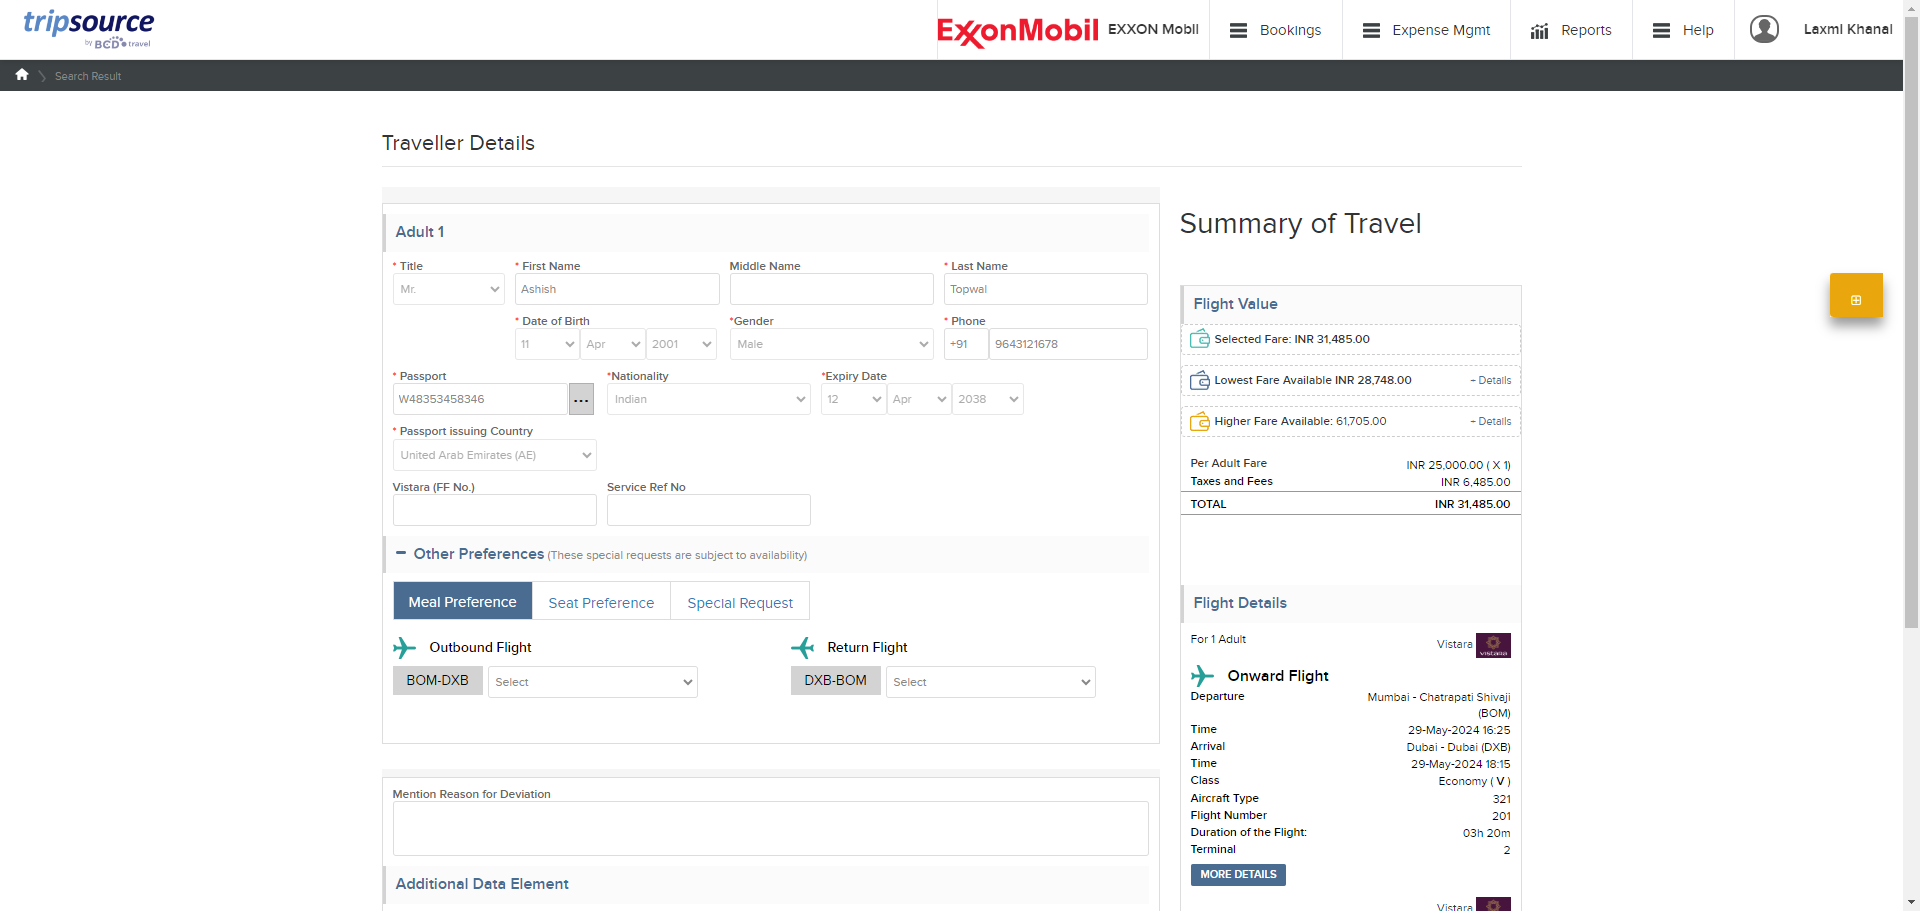 tripsource
by BCD travel
ExxonMobil
EXXON Mobil
Bookings
Expense Mgmt
Reports
Help
Laxmi Khanal
Search Result
Traveller Details
Adult 1
* Title
* First Name
Middle Name
* Last Name
Mr.
Ashish
Topwal
* Date of Birth
*Gender
* Phone
11
Apr
2001
Male
+91
9643121678
* Passport
*Nationality
*Expiry Date
W48353458346
...
Indian
12
Apr
2038
* Passport issuing Country
United Arab Emirates (AE)
Vistara (FF No.)
Service Ref No
Other Preferences (These special requests are subject to availability)
Meal Preference
Seat Preference
Special Request
Outbound Flight
Return Flight
BOM-DXB
Select
DXB-BOM
Select
Mention Reason for Deviation
Additional Data Element
Summary of Travel
Flight Value
Selected Fare: INR 31,485.00
Lowest Fare Available INR 28,748.00
+ Details
Higher Fare Available: 61,705.00
+ Details
Per Adult Fare
INR 25,000.00 ( X 1)
Taxes and Fees
INR 6,485.00
TOTAL
INR 31,485.00
Flight Details
For 1 Adult
Vistara
VISTARA
Onward Flight
Departure
Mumbai - Chatrapati Shivaji
(BOM)
Time
29-May-2024 16:25
Arrival
Dubai - Dubai (DXB)
Time
29-May-2024 18:15
Class
Economy ( V )
Aircraft Type
321
Flight Number
201
Duration of the Flight:
03h 20m
Terminal
2
MORE DETAILS
Vistara